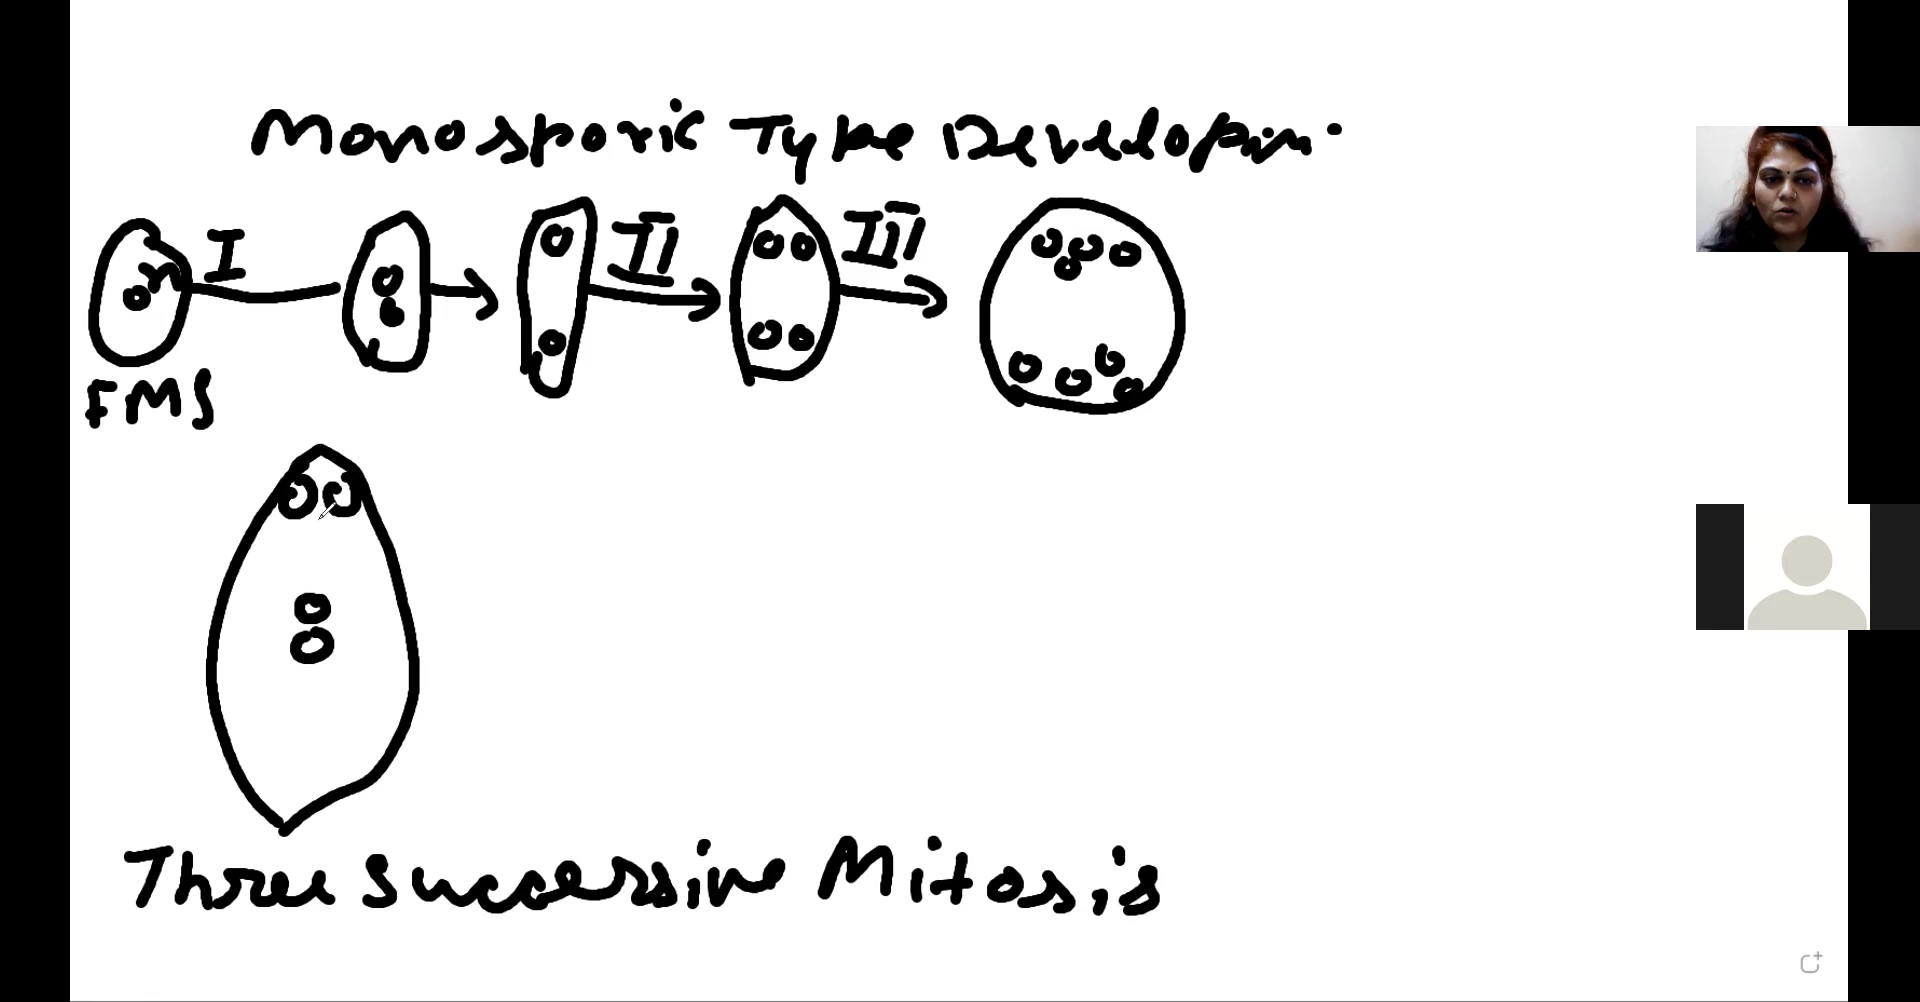 Monosporic Type Developm.
I II III
n
FMS
Three successive Mitosis